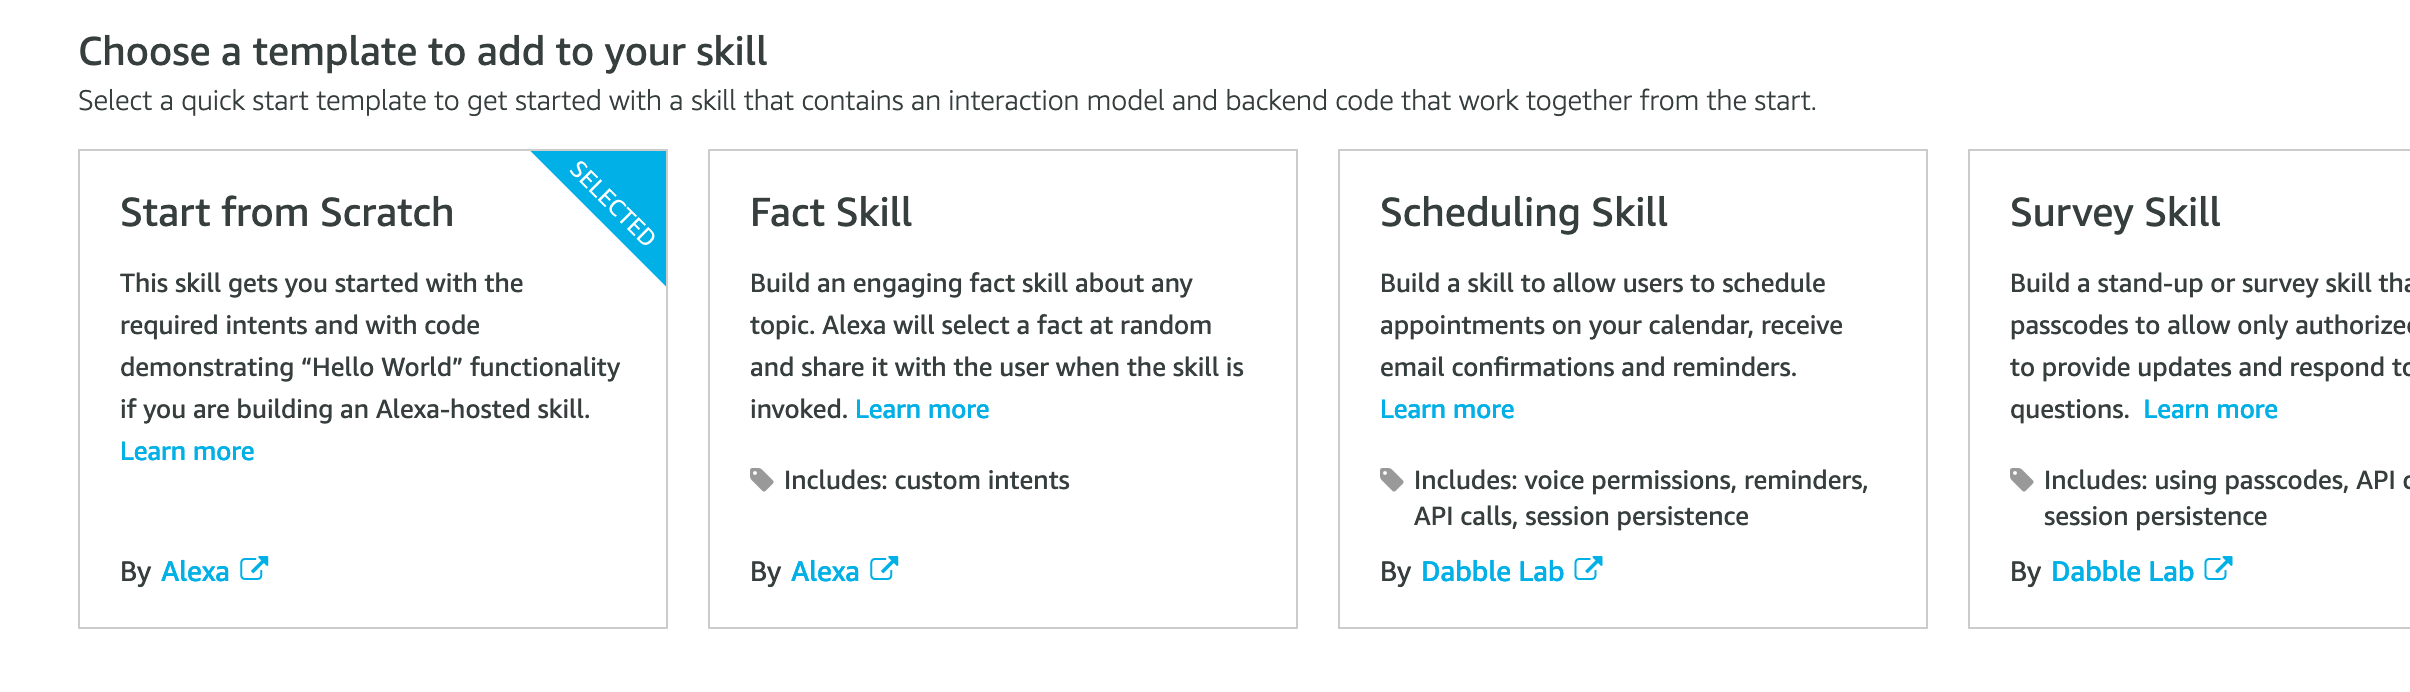 Choose a template to add to your skill
Select a quick start template to get started with a skill that contains an interaction model and backend code that work together from the start.
SELECTED
Start from Scratch
This skill gets you started with the
required intents and with code
demonstrating “Hello World” functionality
if you are building an Alexa-hosted skill.
Learn more
By Alexa
Fact Skill
Build an engaging fact skill about any
topic. Alexa will select a fact at random
and share it with the user when the skill is
invoked. Learn more
Includes: custom intents
By Alexa
Scheduling Skill
Build a skill to allow users to schedule
appointments on your calendar, receive
email confirmations and reminders.
Learn more
Includes: voice permissions, reminders,
API calls, session persistence
By Dabble Lab
Survey Skill
Build a stand-up or survey skill
passcodes to allow only
to provide updates and respond
questions. Learn more
Includes: using passcodes, API
session persistence
By Dabble Lab